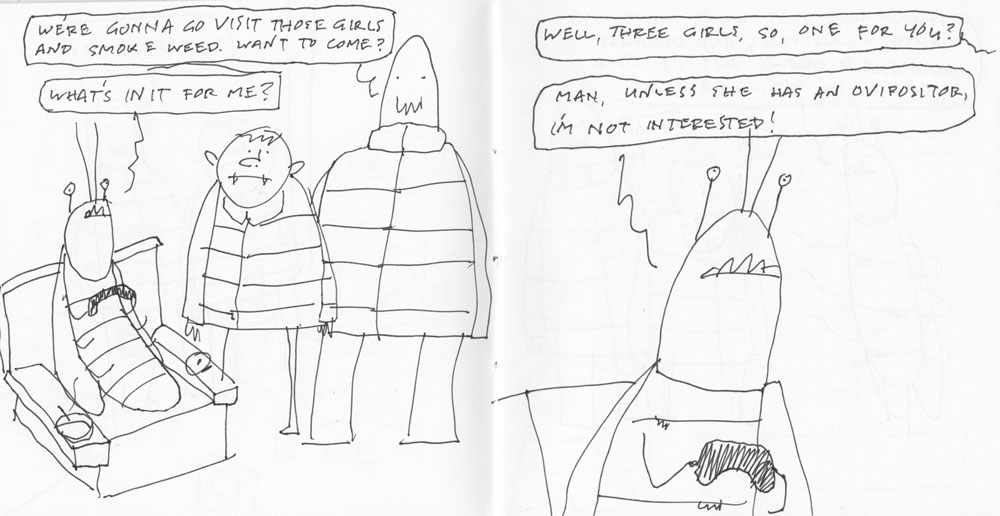 WE'RE GONNA GO VISIT THOSE GIRLS
AND SMOKE WEED. WANT TO COME?
WHAT'S IN IT FOR ME?
WELL, THREE GIRLS, SO, ONE FOR YOU?
MAN, UNLESS SHE HAS AN OVIPOSITOR,
I'M NOT INTERESTED!